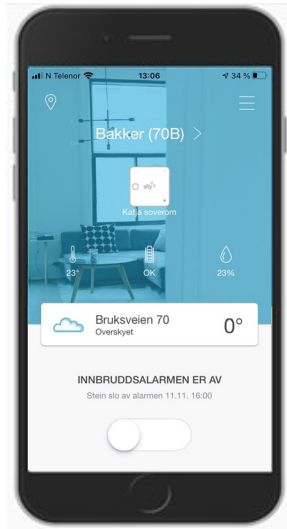 N Telenor 13:06 34 %
Bakker (70B) >
Katja soverom
23° OK 23%
Bruksveien 70
Overskyet
0°
INNBRUDDSALARMEN ER AV
Stein slo av alarmen 11.11. 16:00